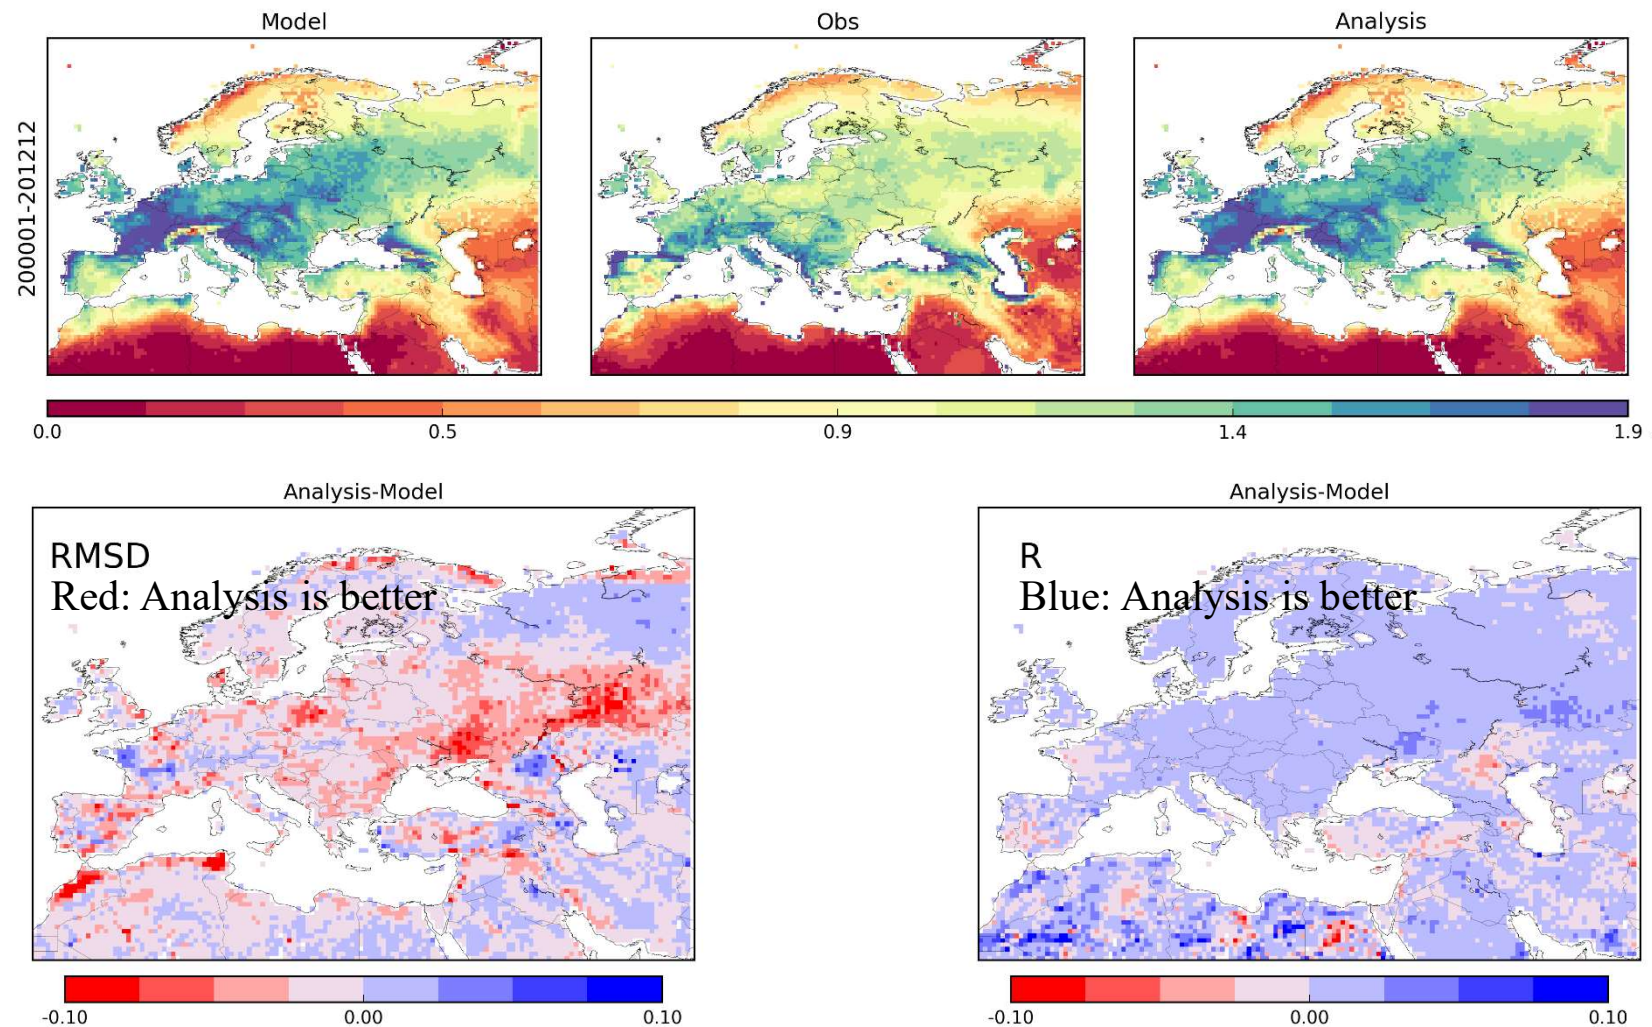 Model
Obs
Analysis
200001-201212
0.0
0.5
0.9
1.4
1.9
Analysis-Model
Analysis-Model
RMSD
Red: Analysis is better
R
Blue: Analysis is better
-0.10
0.00
0.10
-0.10
0.00
0.10